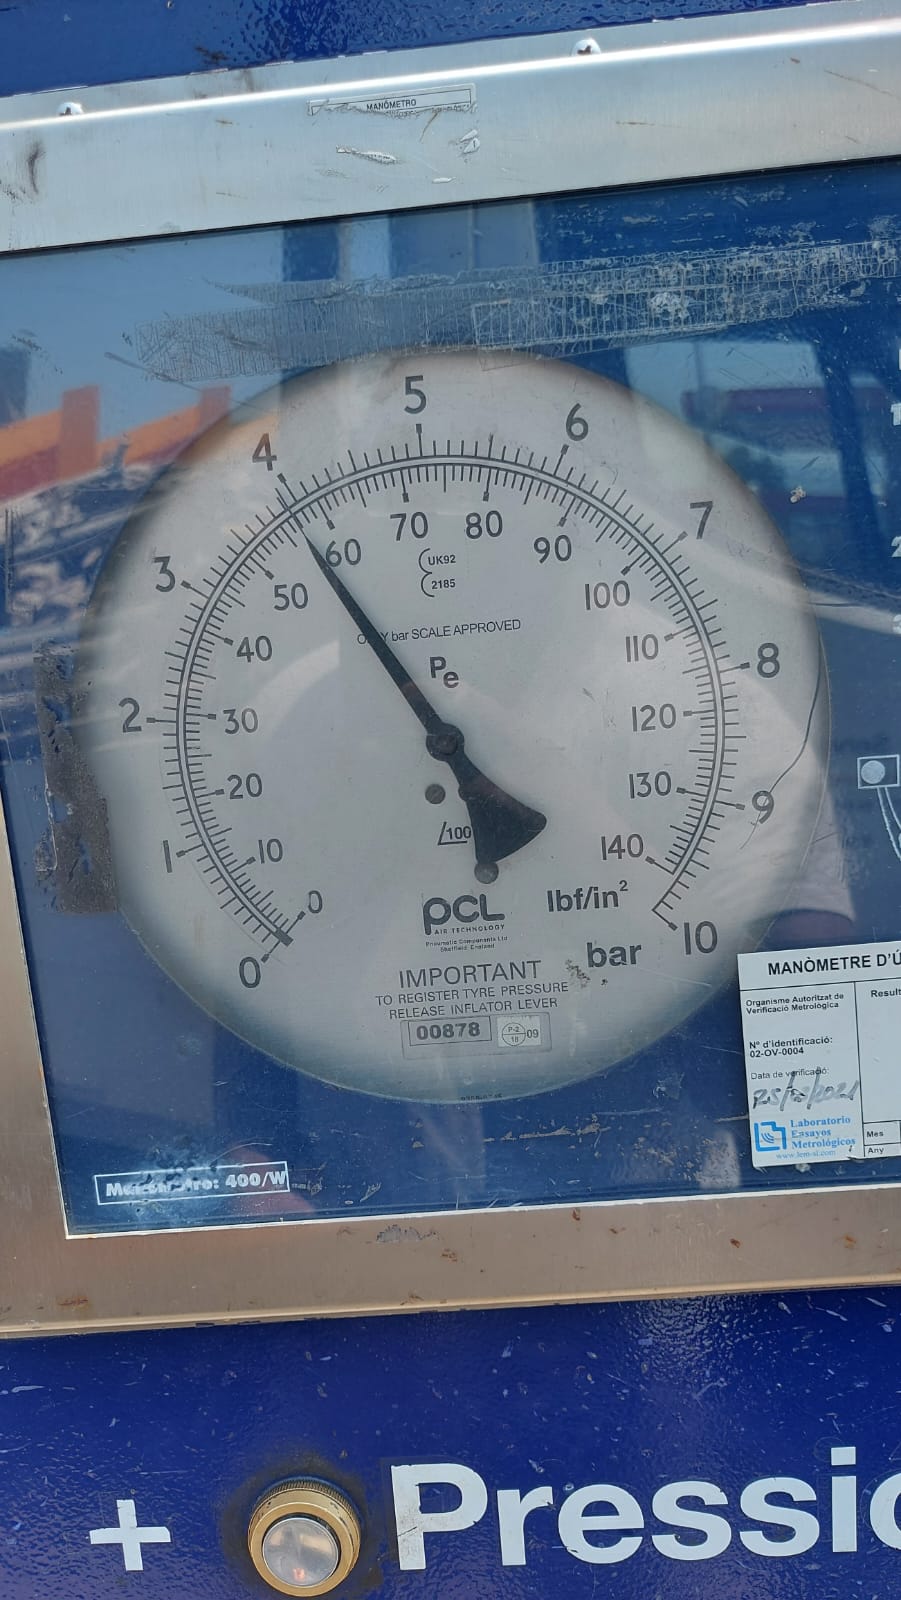 MANÓMETRO
5
4
6
3
7
2
8
1
9
0
10
60
70
80
50
90
40
100
30
110
20
120
10
130
0
140
UK92
2185
bar SCALE APPROVED
Pe
100
pcl
AIR TECHNOLOGY
Pneumatic Components Ltd
Sheffield England
lbf/in²
bar
IMPORTANT
TO REGISTER TYRE PRESSURE
RELEASE INFLATOR LEVER
00878
P-2
18
09
MANÒMETRE D'Ú
Organisme Autoritzat de
Verificació Metrològica
Result
Nº d'identificació:
02-OV-0004
Data de verificació:
Laboratorio
Ensayos
Metrológicos
www.lem-sl.com
Mes
Any
400/W
+ Pressió